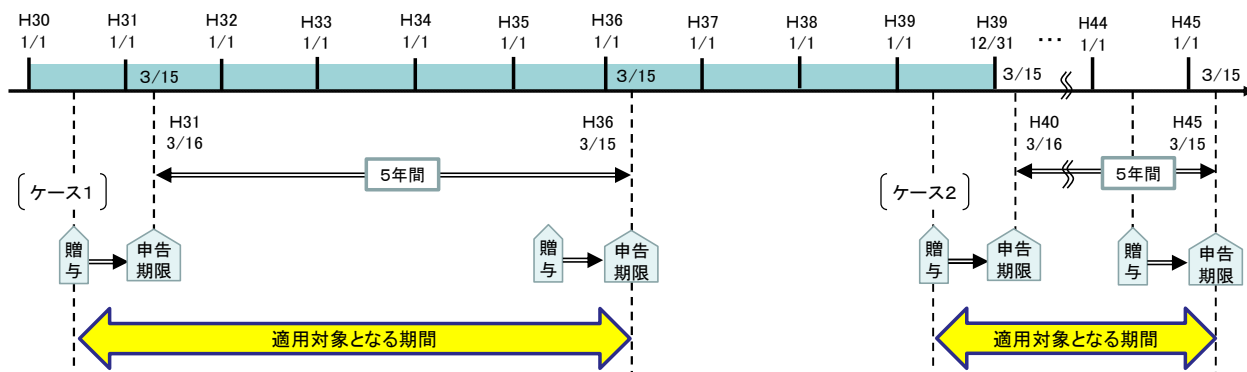 H30 H31 H32 H33 H34 H35 H36 H37 H38 H39 H39 … H44 H45
1/1 1/1 1/1 1/1 1/1 1/1 1/1 1/1 1/1 1/1 12/31 1/1 1/1
3/15 3/15 3/15 3/15
H31 H36 H40 H45
3/16 3/15 3/16 3/15
5年間 5年間
〔ケース1〕 〔ケース2〕
贈与 申告期限 贈与 申告期限 贈与 申告期限 贈与 申告期限
適用対象となる期間 適用対象となる期間